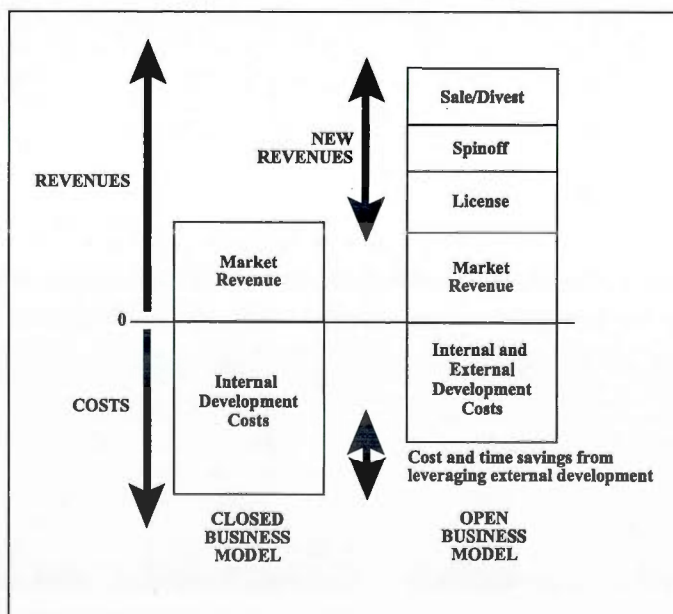 Sale/Divest
NEW
REVENUES
Spinoff
REVENUES
License
Market
Revenue
Market
Revenue
0
Internal
Development
Costs
Internal and
External
Development
Costs
COSTS
Cost and time savings from
leveraging external development
CLOSED
BUSINESS
MODEL
OPEN
BUSINESS
MODEL